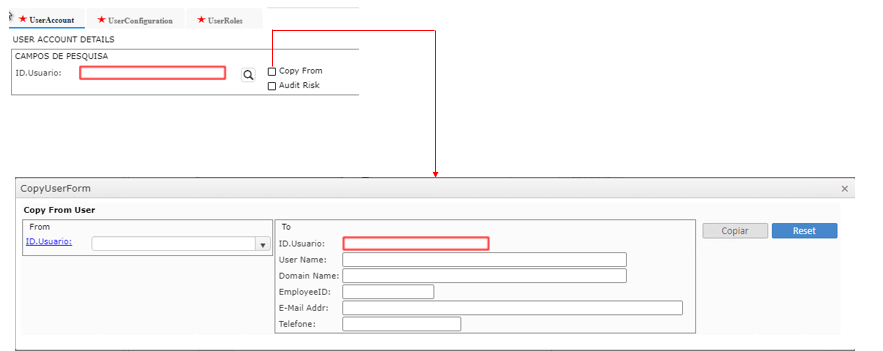 UserAccount UserConfiguration UserRoles
USER ACCOUNT DETAILS
CAMPOS DE PESQUISA
ID.Usuario:
Copy From
Audit Risk
CopyUserForm
Copy From User
From
ID.Usuario:
To
ID.Usuario:
User Name:
Domain Name:
EmployeeID:
E-Mail Addr:
Telefone:
Copiar Reset